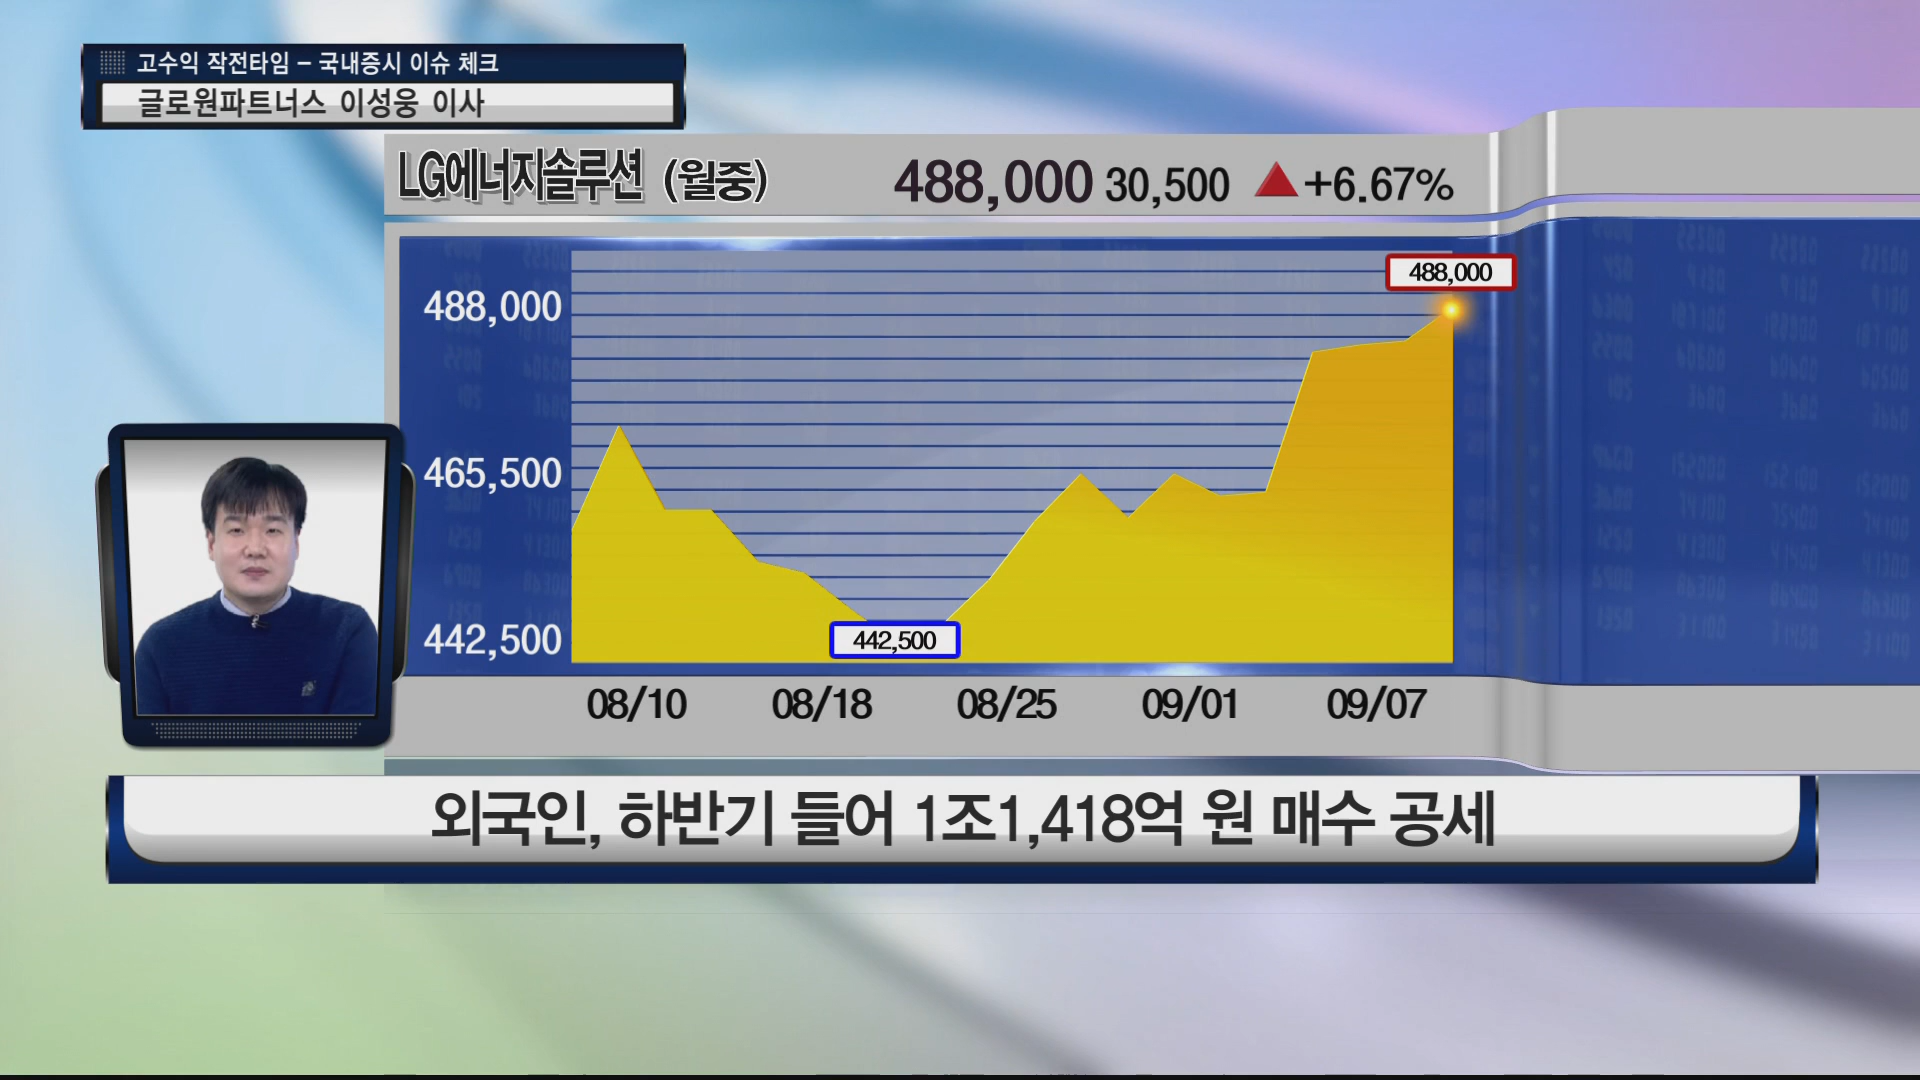 고수익 작전타임 – 국내증시 이슈 체크
글로원파트너스 이성웅 이사
LG에너지솔루션 (월중) 488,000 30,500 ▲+6.67%
488,000
488,000
465,500
442,500
442,500
08/10 08/18 08/25 09/01 09/07
외국인, 하반기 들어 1조1,418억 원 매수 공세